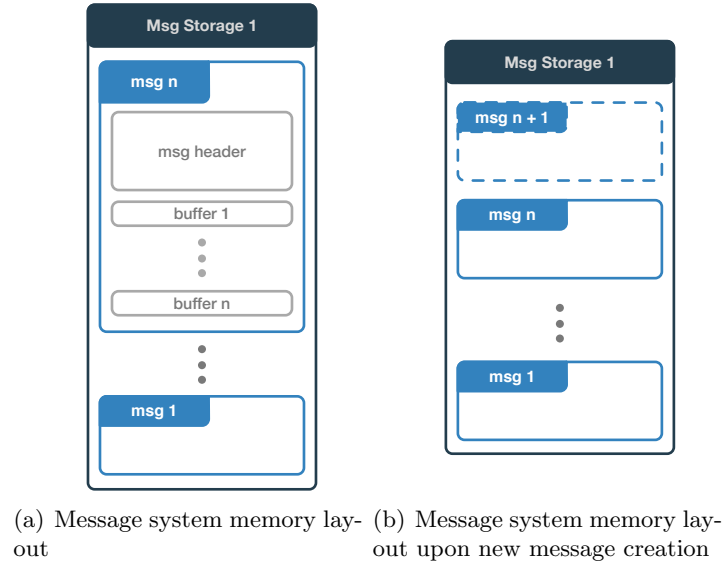 Msg Storage 1
msg n
msg header
buffer 1
buffer n
msg 1
(a) Message system memory lay-
out
Msg Storage 1
msg n + 1
msg n
msg 1
(b) Message system memory lay-
out upon new message creation